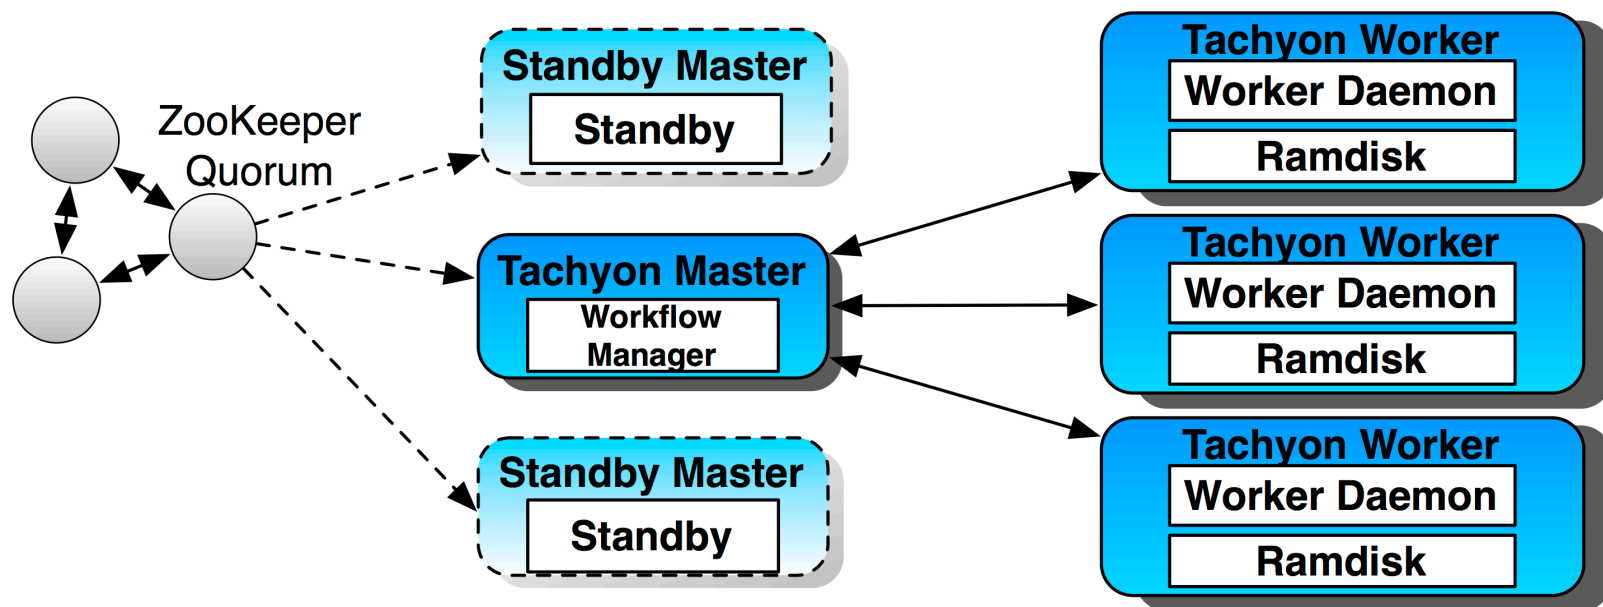 ZooKeeper
Quorum
Standby Master
Standby
Tachyon Master
Workflow
Manager
Standby Master
Standby
Tachyon Worker
Worker Daemon
Ramdisk
Tachyon Worker
Worker Daemon
Ramdisk
Tachyon Worker
Worker Daemon
Ramdisk